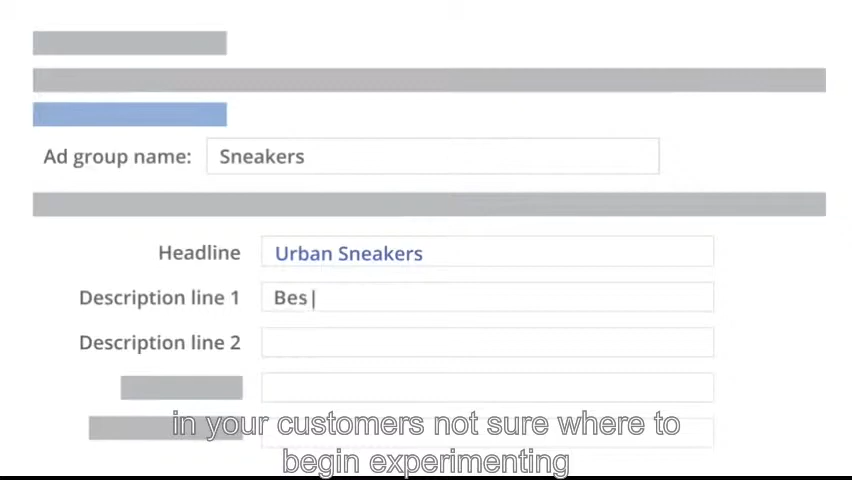 Ad group name: Sneakers
Headline Urban Sneakers
Description line 1 Bes
Description line 2
in your customers not sure where to
begin experimenting